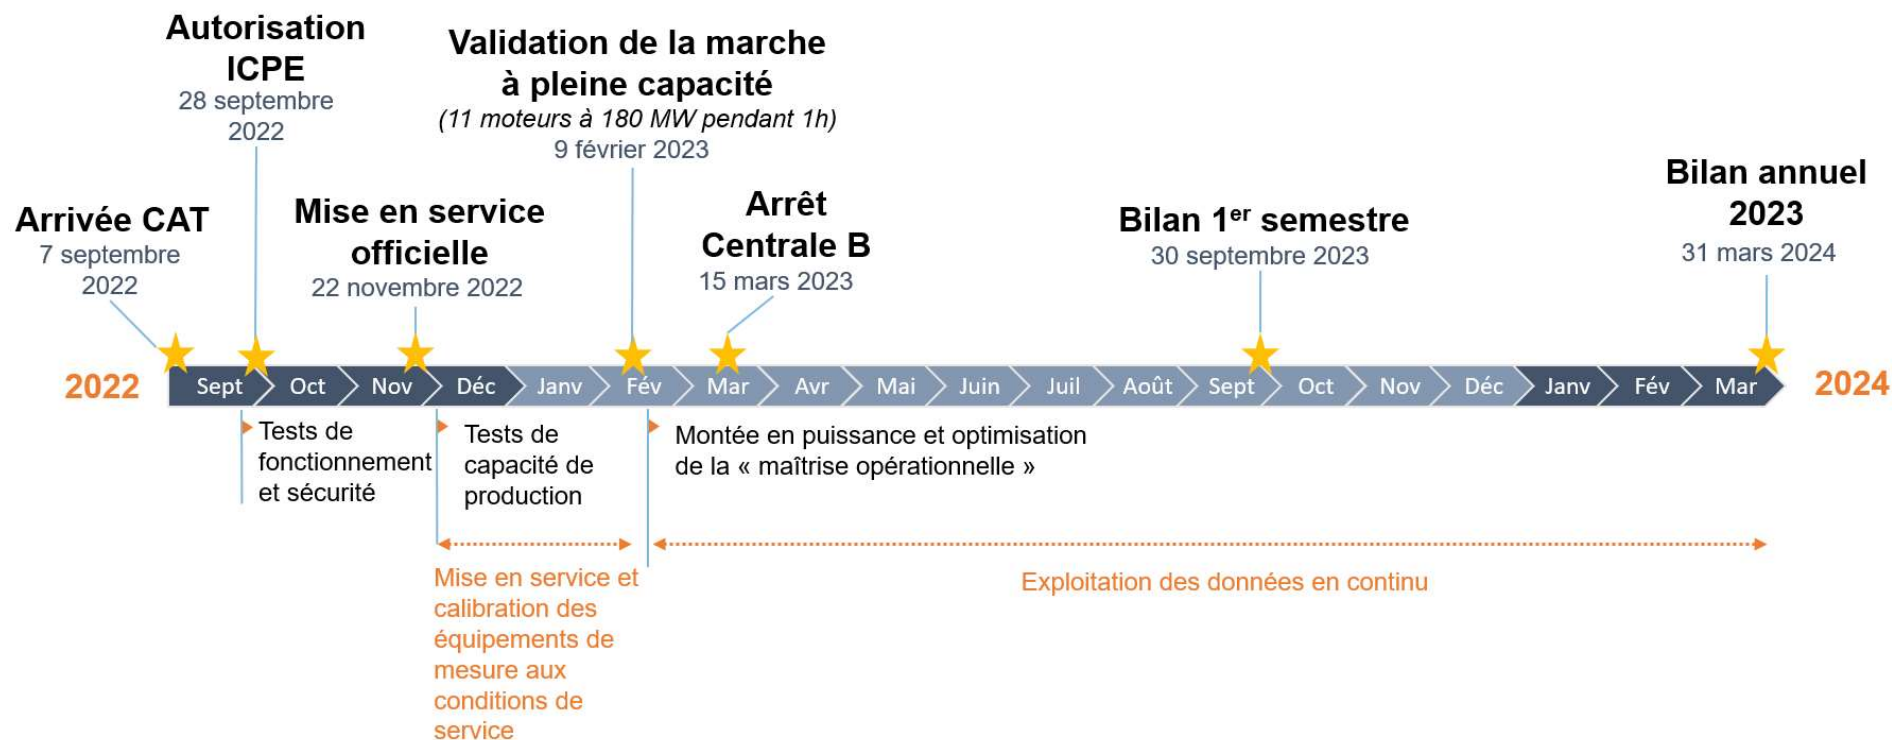 Autorisation
ICPE
28 septembre
2022
Validation de la marche
à pleine capacité
(11 moteurs à 180 MW pendant 1h)
9 février 2023
Arrivée CAT
7 septembre
2022
Mise en service
officielle
22 novembre 2022
Arrêt
Centrale B
15 mars 2023
Bilan 1er semestre
30 septembre 2023
Bilan annuel
2023
31 mars 2024
2022 Sept Oct Nov Déc Janv Fév Mar Avr Mai Juin Juil Août Sept Oct Nov Déc Janv Fév Mar 2024
Tests de
fonctionnement
et sécurité
Tests de
capacité de
production
Montée en puissance et optimisation
de la « maîtrise opérationnelle »
Mise en service et
calibration des
équipements de
mesure aux
conditions de
service
Exploitation des données en continu